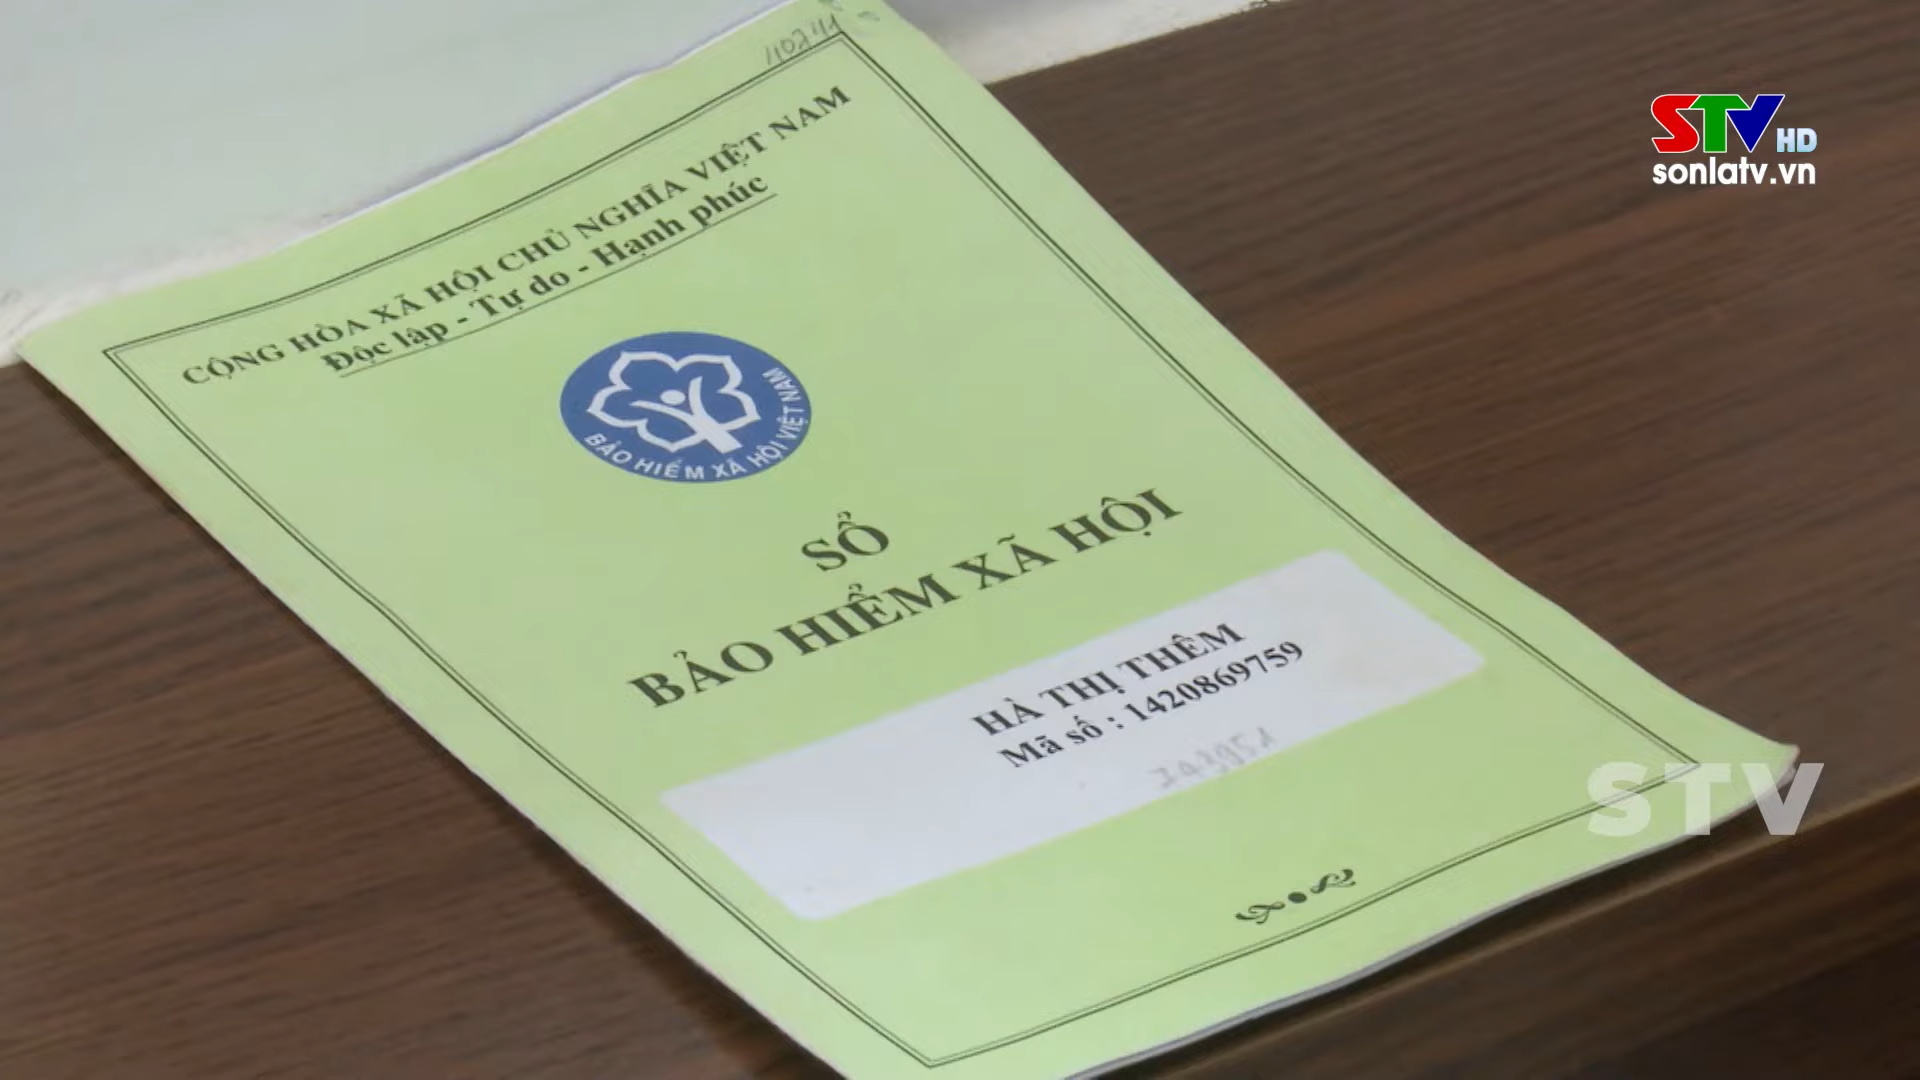 110241
CỘNG HÒA XÃ HỘI CHỦ NGHĨA VIỆT NAM
Độc lập - Tự do - Hạnh phúc
BẢO HIỂM XÃ HỘI VIỆT NAM
SỔ
BẢO HIỂM XÃ HỘI
HÀ THỊ THÊM
Mã số : 1420869759
STV HD
sonlatv.vn
STV